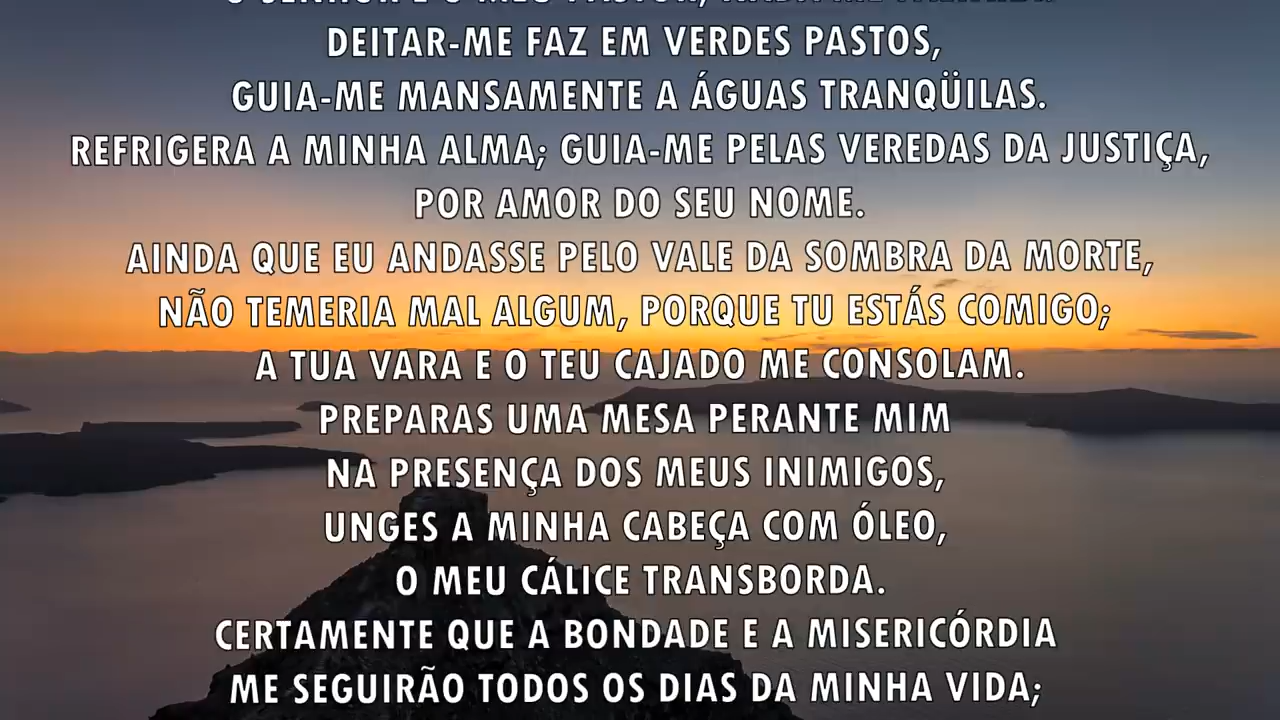 DEITAR-ME FAZ EM VERDES PASTOS,
GUIA-ME MANSAMENTE A ÁGUAS TRANQÜILAS.
REFRIGERA A MINHA ALMA; GUIA-ME PELAS VEREDAS DA JUSTIÇA,
POR AMOR DO SEU NOME.
AINDA QUE EU ANDASSE PELO VALE DA SOMBRA DA MORTE,
NÃO TEMERIA MAL ALGUM, PORQUE TU ESTÁS COMIGO;
A TUA VARA E O TEU CAJADO ME CONSOLAM.
PREPARAS UMA MESA PERANTE MIM
NA PRESENÇA DOS MEUS INIMIGOS,
UNGES A MINHA CABEÇA COM ÓLEO,
O MEU CÁLICE TRANSBORDA.
CERTAMENTE QUE A BONDADE E A MISERICÓRDIA
ME SEGUIRÃO TODOS OS DIAS DA MINHA VIDA;